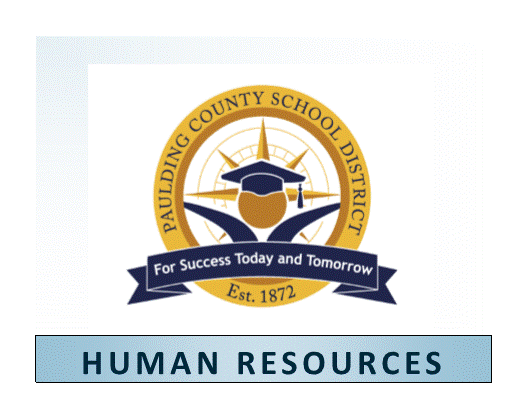 PAULDING COUNTY SCHOOL DISTRICT
For Success Today and Tomorrow
Est. 1872
HUMAN RESOURCES